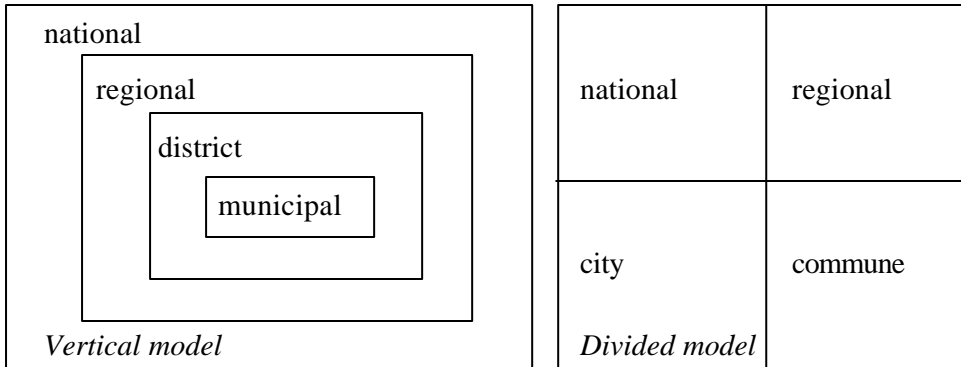 national
regional
district
municipal
Vertical model
national
regional
city
commune
Divided model